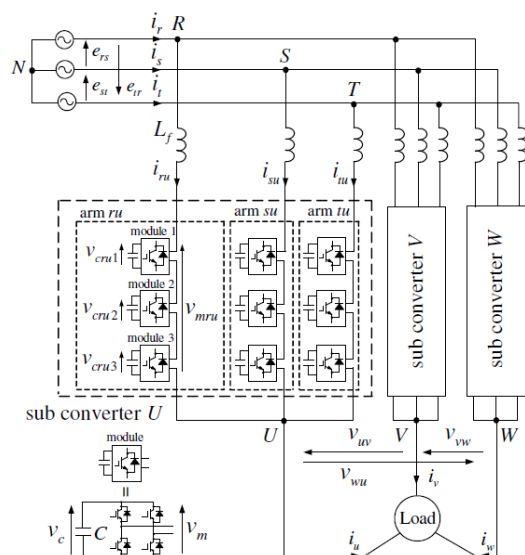 i_r R
e_rs i_s S
N
e_st e_tr i_t T
L_f
i_ru i_su i_tu
arm ru arm su arm tu
module 1
v_cru1
module 2
v_cru2 v_mru
module 3
v_cru3
sub converter V
sub converter W
sub converter U
U v_uv V v_vw W
module
v_wu i_v
=
v_c C v_m
Load
i_u i_w